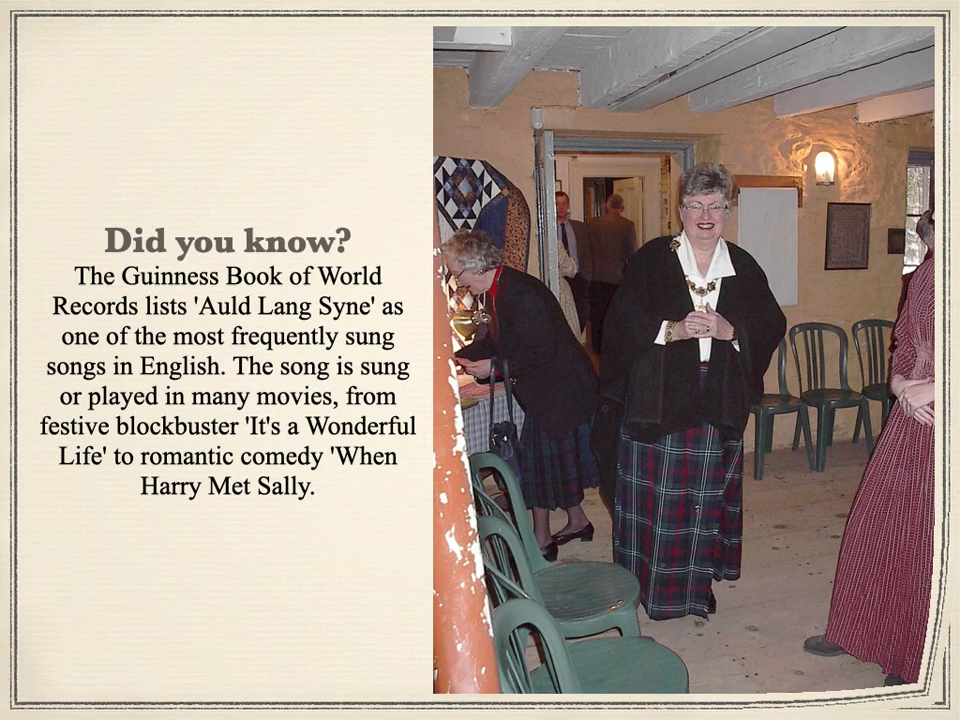 Did you know?
The Guinness Book of World
Records lists 'Auld Lang Syne' as
one of the most frequently sung
songs in English. The song is sung
or played in many movies, from
festive blockbuster 'It's a Wonderful
Life' to romantic comedy 'When
Harry Met Sally.